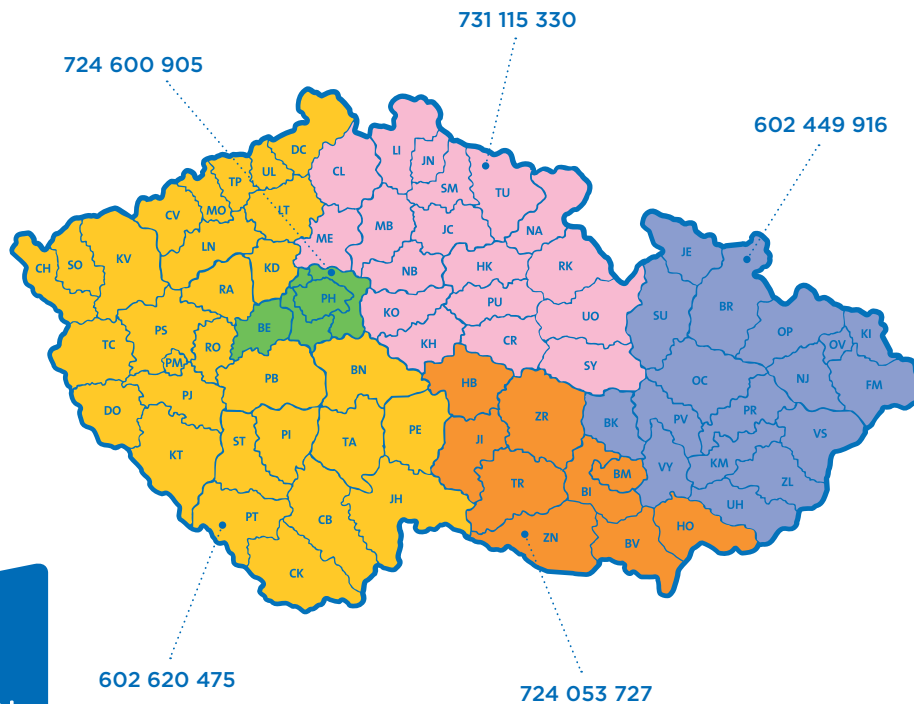 731 115 330
724 600 905
602 449 916
DC
LI
JN
UL
CL
TP
SM
TU
MO
LT
CV
MB
JC
NA
ME
LN
JE
CH
SO
KV
KD
NB
HK
RK
RA
PH
PU
BR
KO
UO
SU
BE
PS
OP
KI
TC
RO
KH
CR
OV
PM
SY
PB
BN
HB
OC
NJ
FM
PJ
DO
ZR
PR
BK
PV
ST
PI
TA
PE
JI
VS
KT
KM
VY
BM
TR
BI
ZL
JH
UH
PT
CB
HO
ZN
BV
CK
602 620 475
724 053 727